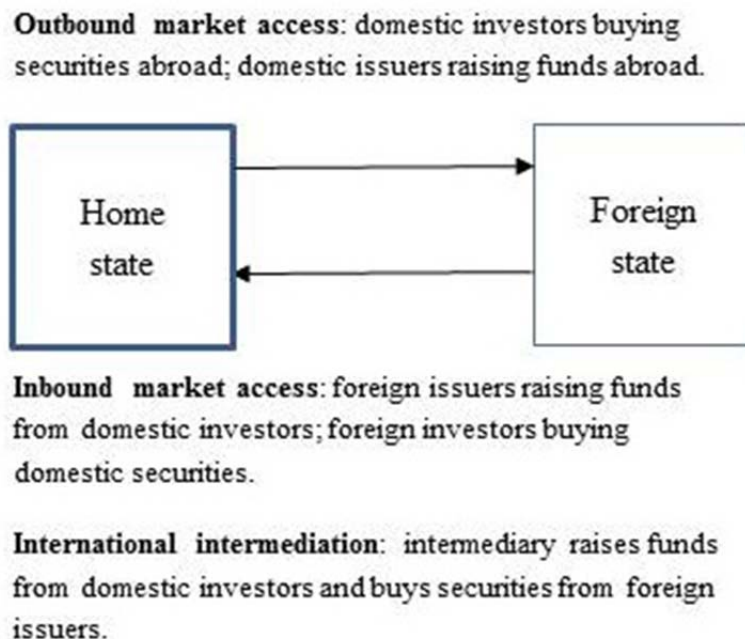 Outbound market access: domestic investors buying
securities abroad; domestic issuers raising funds abroad.
Home
state
Foreign
state
Inbound market access: foreign issuers raising funds
from domestic investors; foreign investors buying
domestic securities.
International intermediation: intermediary raises funds
from domestic investors and buys securities from foreign
issuers.